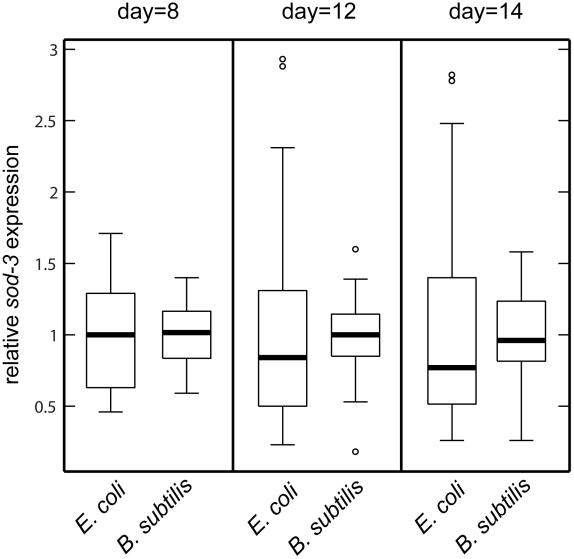 day=8 day=12 day=14
relative sod-3 expression
3
2.5
2
1.5
1
0.5
E. coli B. subtilis E. coli B. subtilis E. coli B. subtilis